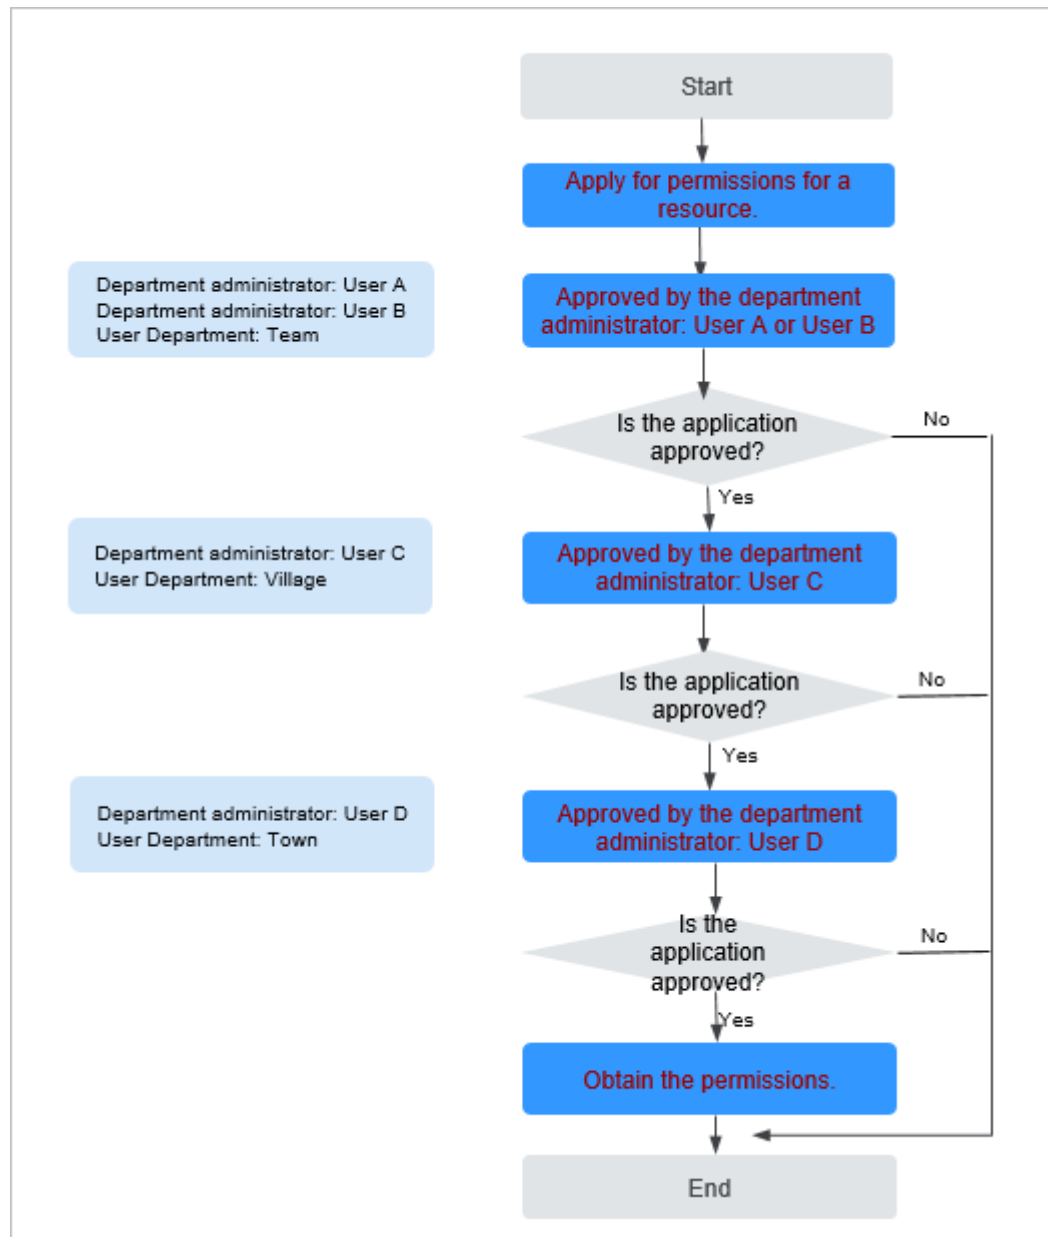 Start
Apply for permissions for a
resource.
Department administrator: User A
Department administrator: User B
User Department: Team
Approved by the department
administrator: User A or User B
Is the application
approved?
No
Yes
Department administrator: User C
User Department: Village
Approved by the department
administrator: User C
Is the application
approved?
No
Yes
Department administrator: User D
User Department: Town
Approved by the department
administrator: User D
Is the
application
approved?
No
Yes
Obtain the permissions.
End